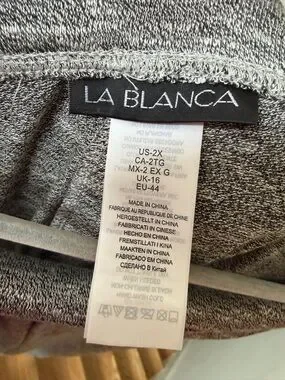 LA BLANCA
US-2X
CA-2TG
MX-2 EX G
UK-16
EU-44
MADE IN CHINA
FABRIQUE AU REPUBLIQUE DE CHINE
HERGESTELLT IN CHINA
FABBRICATI IN CINESE
HECHO EN CHINA
FREMSTILLAT I KINA
MAAKTEN IN CHINA
FABRICADO EM CHINA
СДЕЛАНО В Китай